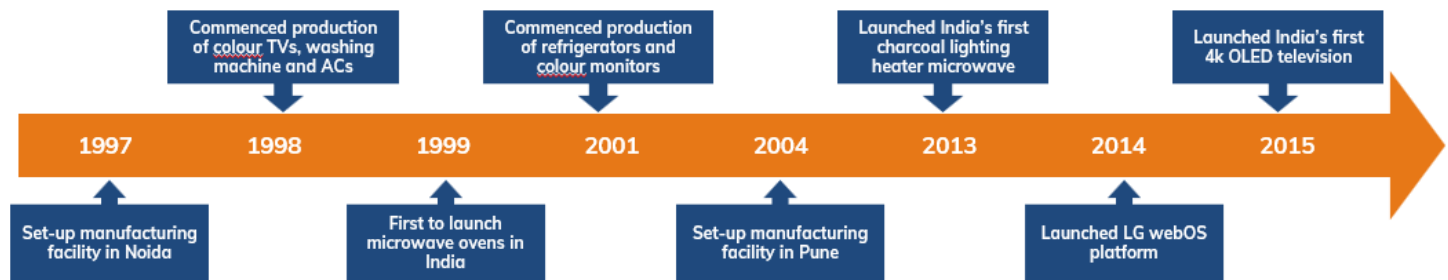 Commenced production
of colour TVs, washing
machine and ACs
Commenced production
of refrigerators and
colour monitors
Launched India's first
charcoal lighting
heater microwave
Launched India's first
4k OLED television
1997 1998 1999 2001 2004 2013 2014 2015
Set-up manufacturing
facility in Noida
First to launch
microwave ovens in
India
Set-up manufacturing
facility in Pune
Launched LG webOS
platform